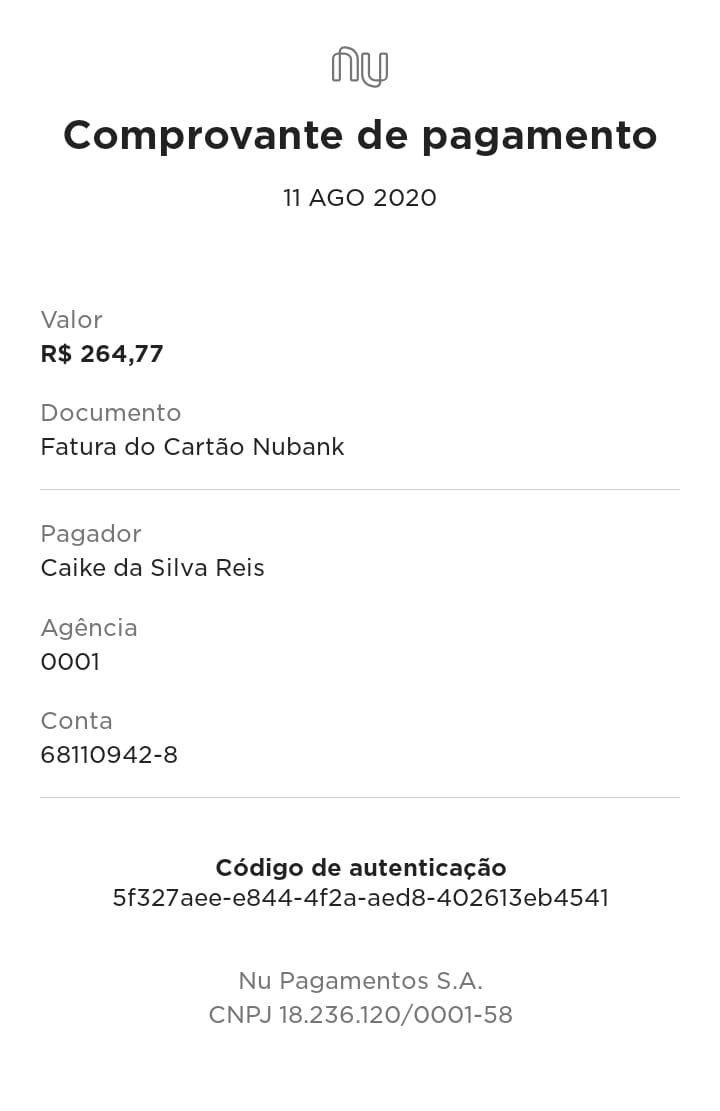 nu
Comprovante de pagamento
11 AGO 2020
Valor
R$ 264,77
Documento
Fatura do Cartão Nubank
Pagador
Caike da Silva Reis
Agência
0001
Conta
68110942-8
Código de autenticação
5f327aee-e844-4f2a-aed8-402613eb4541
Nu Pagamentos S.A.
CNPJ 18.236.120/0001-58